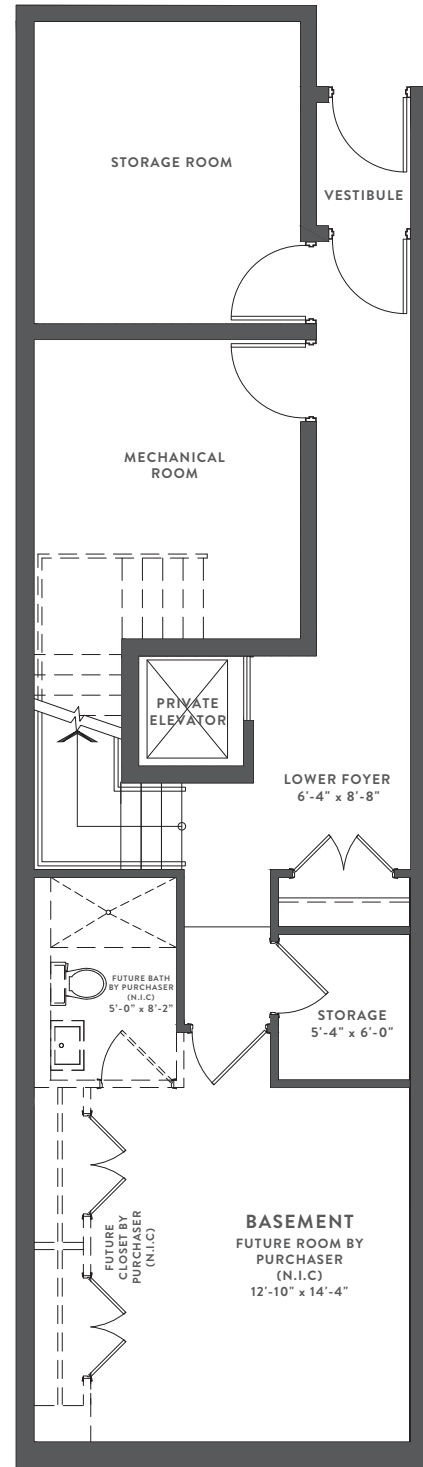 STORAGE ROOM
VESTIBULE
MECHANICAL
ROOM
PRIVATE
ELEVATOR
LOWER FOYER
6'-4" x 8'-8"
FUTURE BATH
BY PURCHASER
(N.I.C)
5'-0" x 8'-2"
STORAGE
5'-4" x 6'-0"
FUTURE
CLOSET BY
PURCHASER
(N.I.C)
BASEMENT
FUTURE ROOM BY
PURCHASER
(N.I.C)
12'-10" x 14'-4"